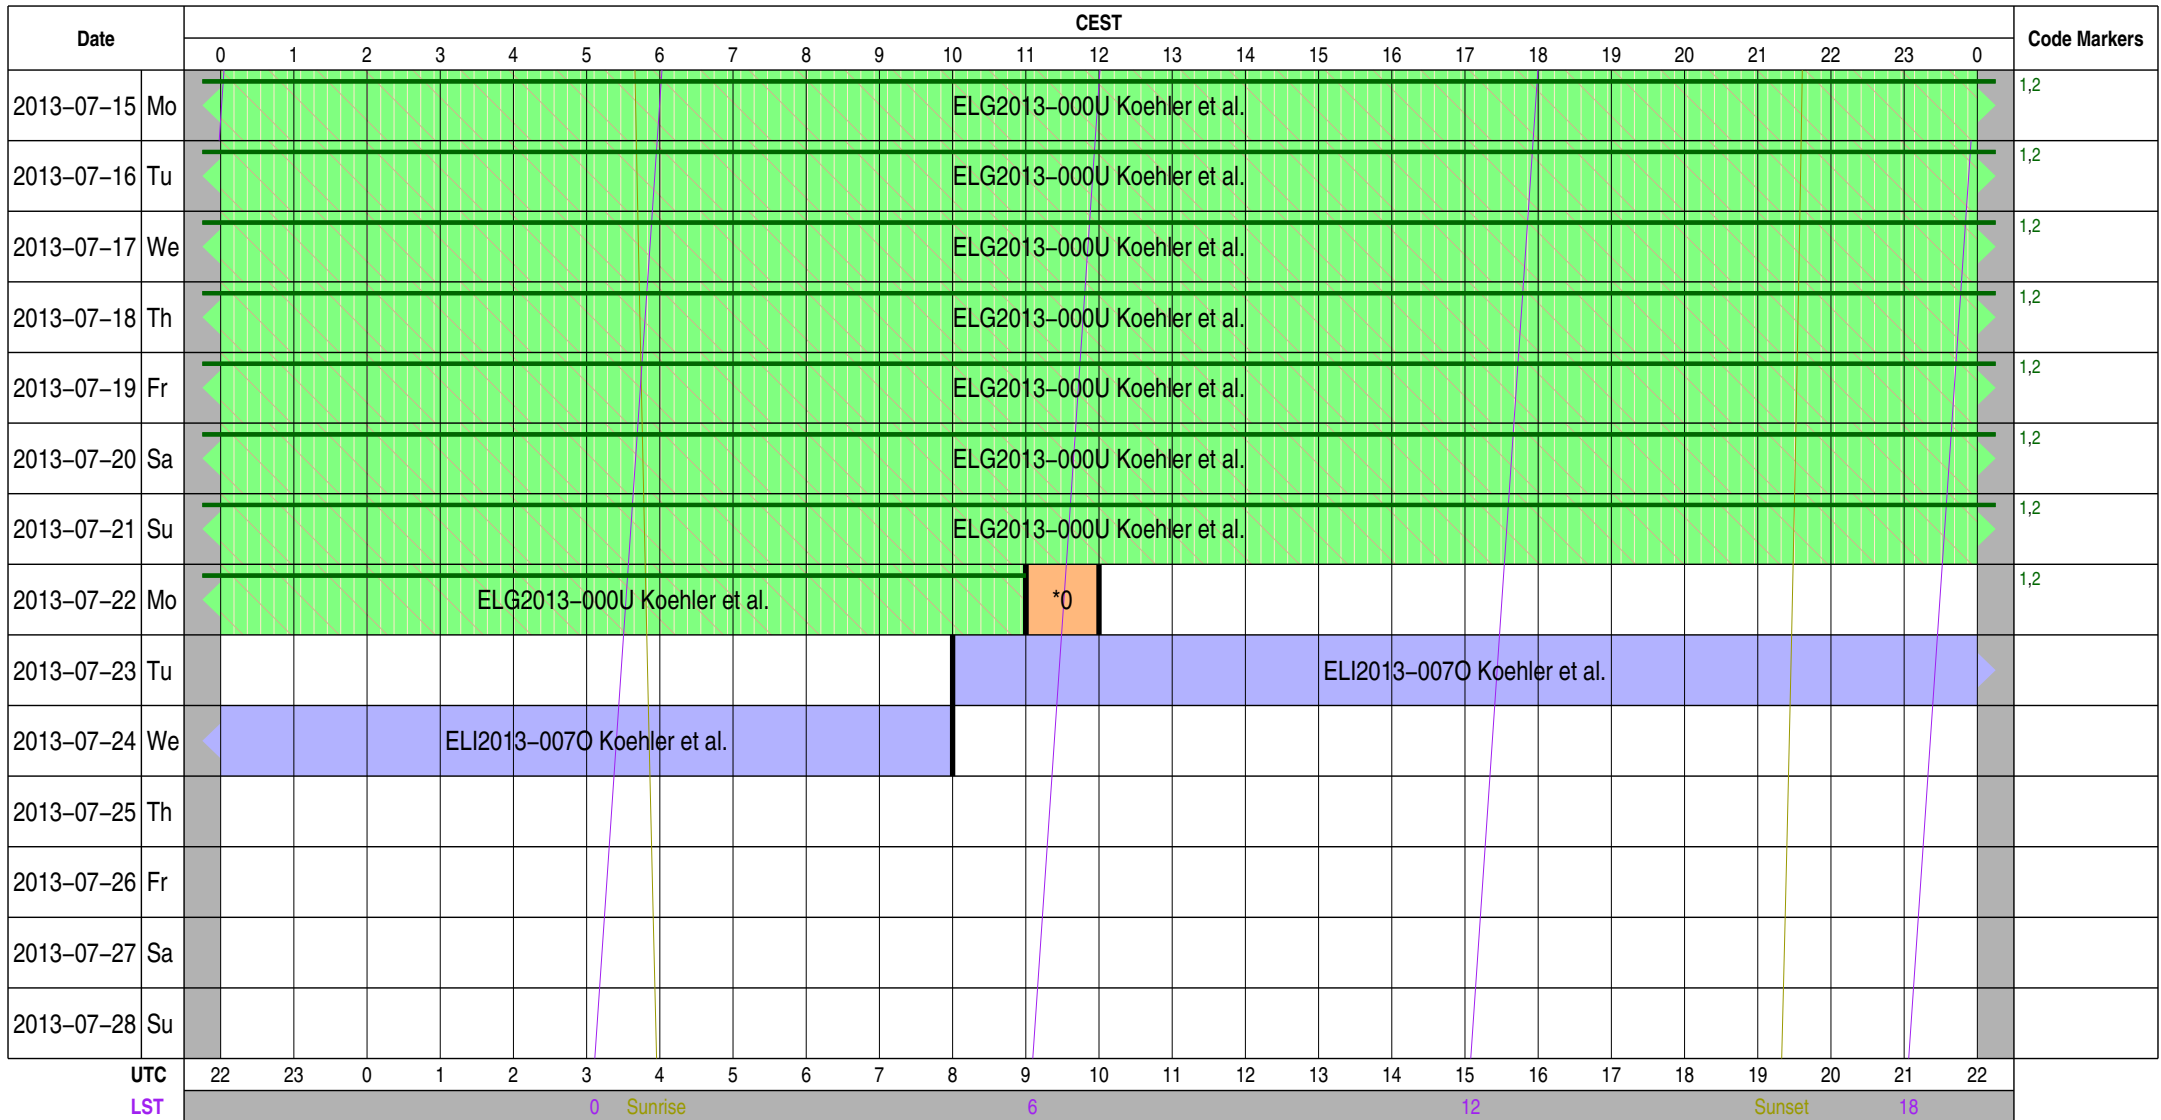 Date CEST Code Markers
0 1 2 3 4 5 6 7 8 9 10 11 12 13 14 15 16 17 18 19 20 21 22 23 0
2013−07−15 Mo ELG2013−000U Koehler et al. 1,2
2013−07−16 Tu ELG2013−000U Koehler et al. 1,2
2013−07−17 We ELG2013−000U Koehler et al. 1,2
2013−07−18 Th ELG2013−000U Koehler et al. 1,2
2013−07−19 Fr ELG2013−000U Koehler et al. 1,2
2013−07−20 Sa ELG2013−000U Koehler et al. 1,2
2013−07−21 Su ELG2013−000U Koehler et al. 1,2
2013−07−22 Mo ELG2013−000U Koehler et al. *0 1,2
2013−07−23 Tu ELI2013−007O Koehler et al.
2013−07−24 We ELI2013−007O Koehler et al.
2013−07−25 Th
2013−07−26 Fr
2013−07−27 Sa
2013−07−28 Su
UTC 22 23 0 1 2 3 4 5 6 7 8 9 10 11 12 13 14 15 16 17 18 19 20 21 22
LST 0 Sunrise 6 12 Sunset 18